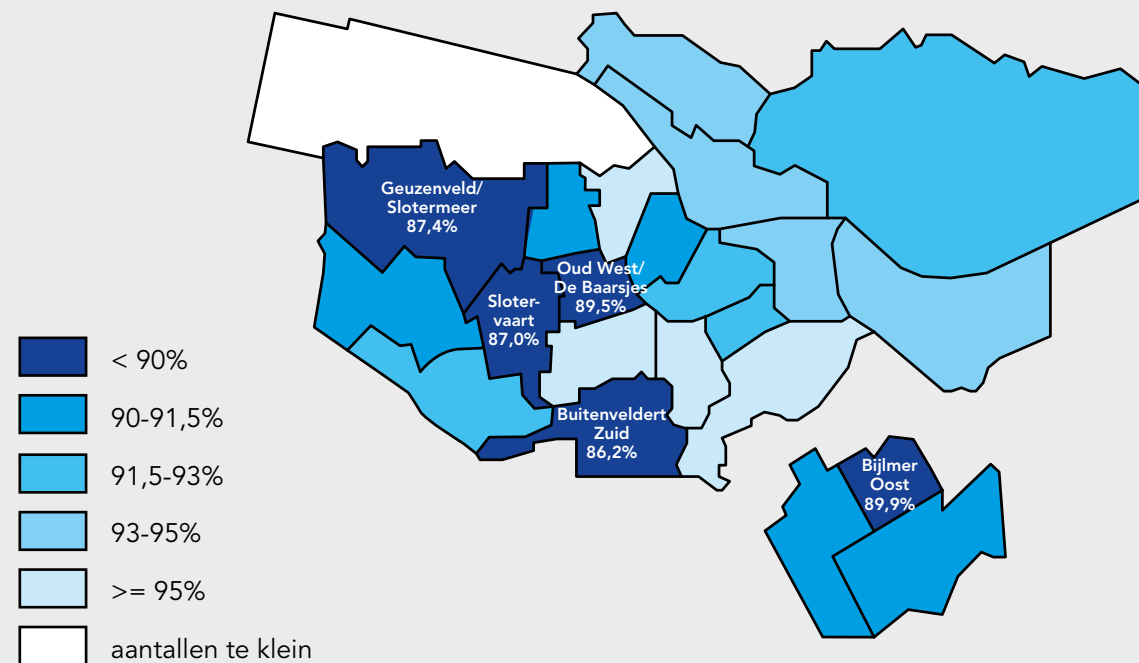 Geuzenveld/
Slotermeer
87,4%
Oud West/
De Baarsjes
89,5%
Sloter-
vaart
87,0%
Buitenveldert
Zuid
86,2%
Bijlmer
Oost
89,9%
< 90%
90-91,5%
91,5-93%
93-95%
>= 95%
aantallen te klein